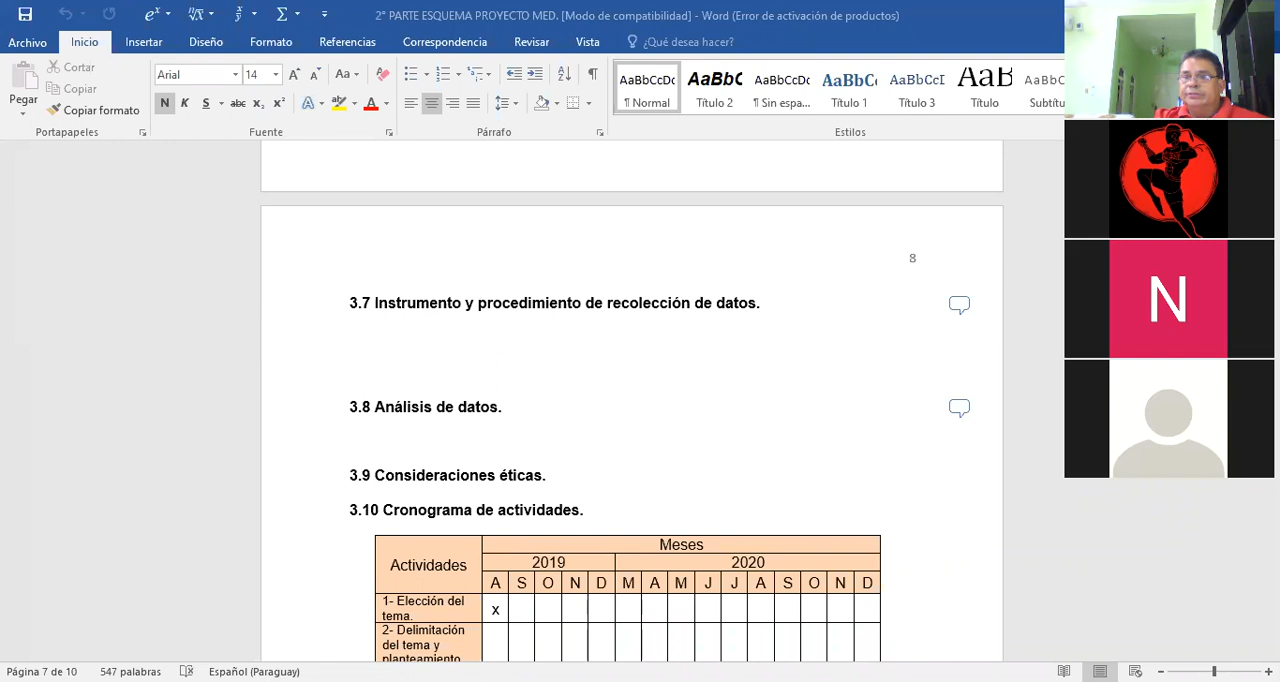 2° PARTE ESQUEMA PROYECTO MED. [Modo de compatibilidad] - Word (Error de activación de productos)
Archivo Inicio Insertar Diseño Formato Referencias Correspondencia Revisar Vista ¿Qué desea hacer?
Pegar
Cortar
Copiar
Copiar formato
Portapapeles
Arial 14
Aa
N K S abc x₂ x² A A
Fuente
Párrafo
AaBbCcDc AaBbC AaBbCcDc AaBbC AaBbCcI AaB AaBbC
¶ Normal Título 2 ¶ Sin espa... Título 1 Título 3 Título Subtítu
Estilos
8
3.7 Instrumento y procedimiento de recolección de datos.
3.8 Análisis de datos.
3.9 Consideraciones éticas.
3.10 Cronograma de actividades.
Actividades
Meses
2019 2020
A S O N D M A M J J A S O N D
1- Elección del
tema.
x
2- Delimitación
del tema y
planteamiento
N
Página 7 de 10 547 palabras Español (Paraguay)